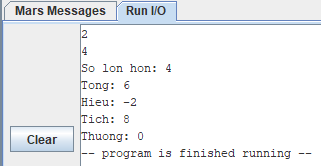 Mars Messages Run I/O
2
4
So lon hon: 4
Tong: 6
Hieu: -2
Tich: 8
Thuong: 0
Clear
-- program is finished running --